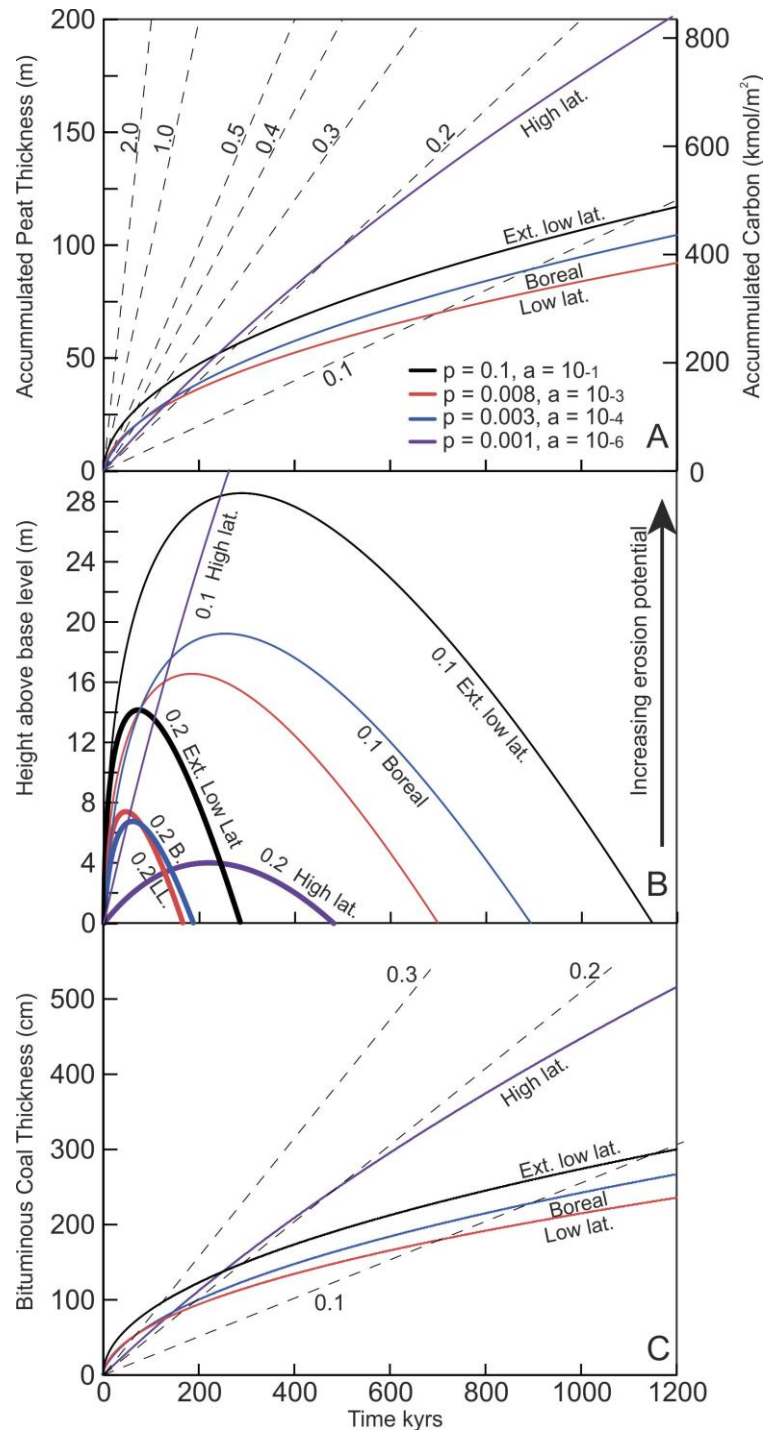 200
150
100
50
0
Accumulated Peat Thickness (m)
2.0
1.0
0.5
0.4
0.3
0.2
High lat.
Ext. low lat.
Boreal
Low lat.
0.1
p = 0.1, a = 10-1
p = 0.008, a = 10-3
p = 0.003, a = 10-4
p = 0.001, a = 10-6
A
800
600
400
200
0
Accumulated Carbon (kmol/m²)
28
24
20
16
12
8
4
0
Height above base level (m)
0.1 High lat.
0.1 Ext. low lat.
0.1 Boreal
0.2 Ext. Low Lat
0.2 B.
0.2 LL.
0.2 High lat.
Increasing erosion potential
B
500
400
300
200
100
0
Bituminous Coal Thickness (cm)
0.3
0.2
High lat.
Ext. low lat.
Boreal
Low lat.
0.1
C
0 200 400 600 800 1000 1200
Time kyrs